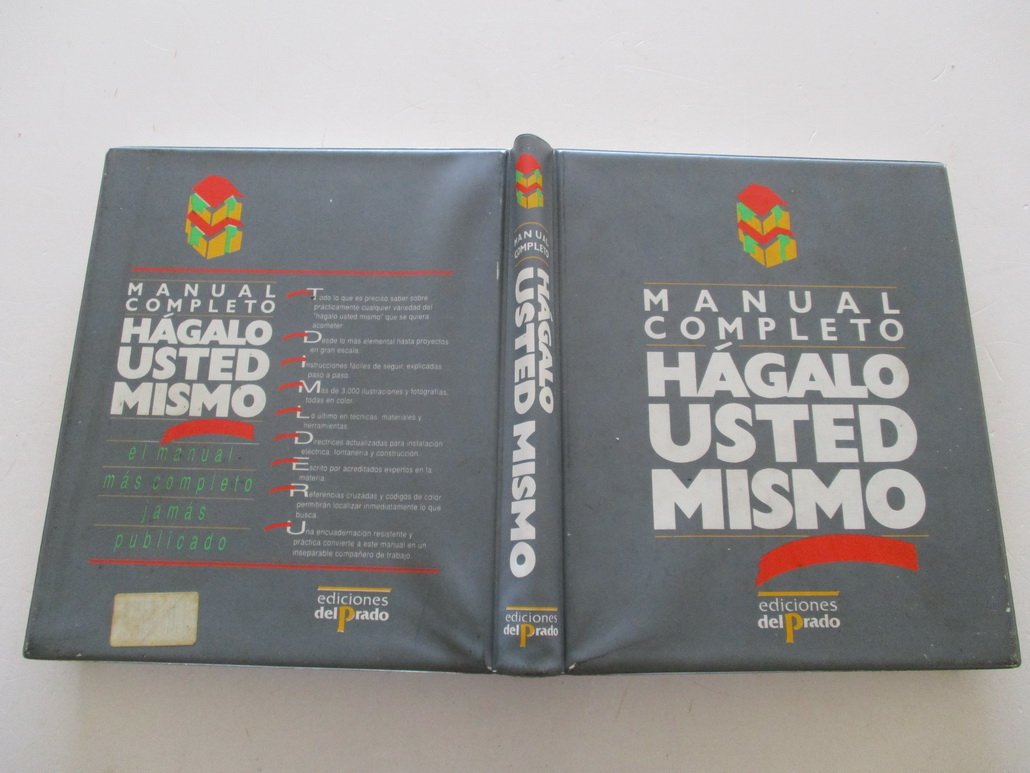 MANUAL
COMPLETO
HÁGALO
USTED
MISMO
el manual
más completo
jamás
publicado
Todo lo que es preciso saber sobre
prácticamente cualquier variedad del
"hágalo usted mismo" que se quiera
acometer.
Desde lo más elemental hasta proyectos
en gran escala.
Instrucciones fáciles de seguir, explicadas
paso a paso.
Más de 3.000 ilustraciones y fotografías,
todas en color.
Lo último en técnicas, materiales y
herramientas.
Directrices actualizadas para instalación
eléctrica, fontanería y construcción.
Escrito por acreditados expertos en la
materia.
Referencias cruzadas y códigos de color
permitirán localizar inmediatamente lo que
busca.
Una encuadernación resistente y
práctica convierte a este manual en un
inseparable compañero de trabajo.
ediciones
del Prado
MANUAL
COMPLETO
HÁGALO
USTED MISMO
ediciones
del Prado
MANUAL
COMPLETO
HÁGALO
USTED
MISMO
ediciones
del Prado